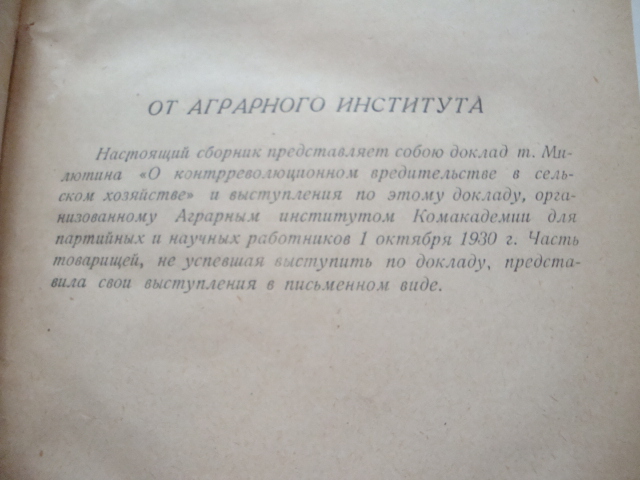 ОТ АГРАРНОГО ИНСТИТУТА
Настоящий сборник представляет собою доклад т. Ми-
лютина «О контрреволюционном вредительстве в сель-
ском хозяйстве» и выступления по этому докладу, орга-
низованному Аграрным институтом Комакадемии для
партийных и научных работников 1 октября 1930 г. Часть
товарищей, не успевшая выступить по докладу, предста-
вила свои выступления в письменном виде.